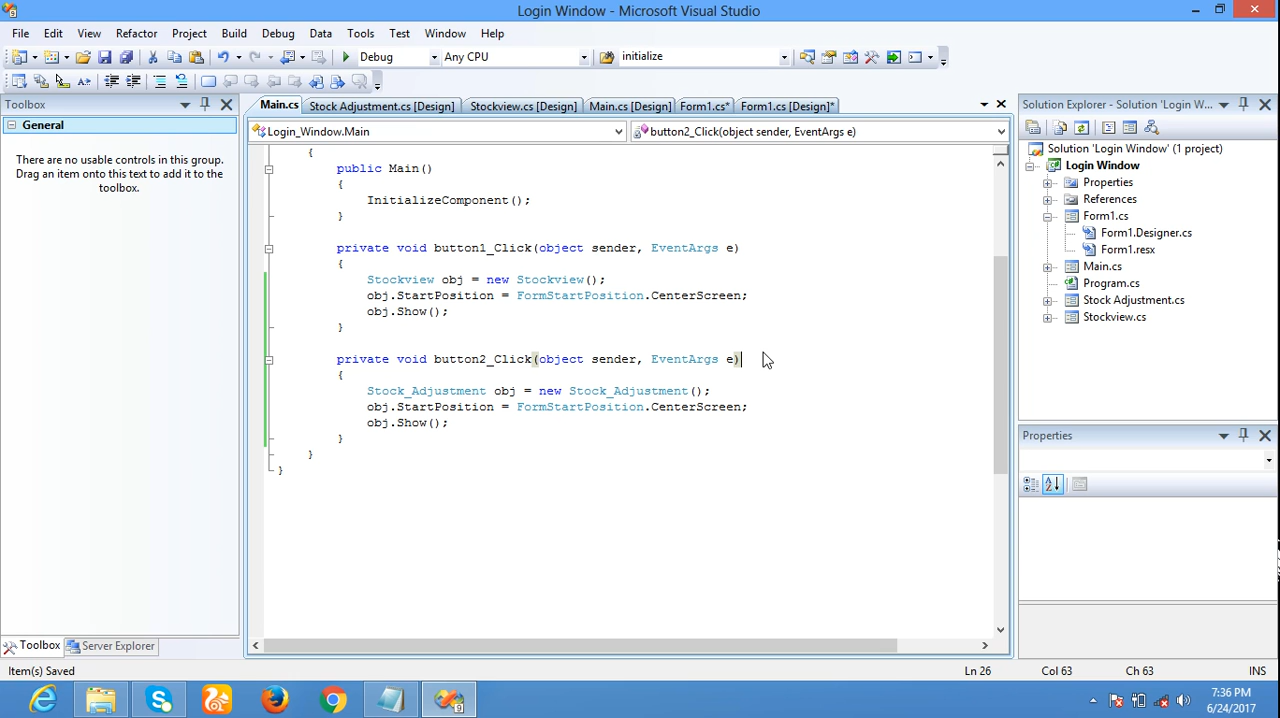 Login Window - Microsoft Visual Studio
File Edit View Refactor Project Build Debug Data Tools Test Window Help
Debug Any CPU initialize
Toolbox
General
There are no usable controls in this group.
Drag an item onto this text to add it to the
toolbox.
Toolbox Server Explorer
Main.cs Stock Adjustment.cs [Design] Stockview.cs [Design] Main.cs [Design] Form1.cs* Form1.cs [Design]*
Login_Window.Main button2_Click(object sender, EventArgs e)
{
public Main()
{
InitializeComponent();
}
private void button1_Click(object sender, EventArgs e)
{
Stockview obj = new Stockview();
obj.StartPosition = FormStartPosition.CenterScreen;
obj.Show();
}
private void button2_Click(object sender, EventArgs e)
{
Stock_Adjustment obj = new Stock_Adjustment();
obj.StartPosition = FormStartPosition.CenterScreen;
obj.Show();
}
}
}
Solution Explorer - Solution 'Login W...
Solution 'Login Window' (1 project)
Login Window
Properties
References
Form1.cs
Form1.Designer.cs
Form1.resx
Main.cs
Program.cs
Stock Adjustment.cs
Stockview.cs
Properties
Item(s) Saved Ln 26 Col 63 Ch 63 INS
7:36 PM
6/24/2017